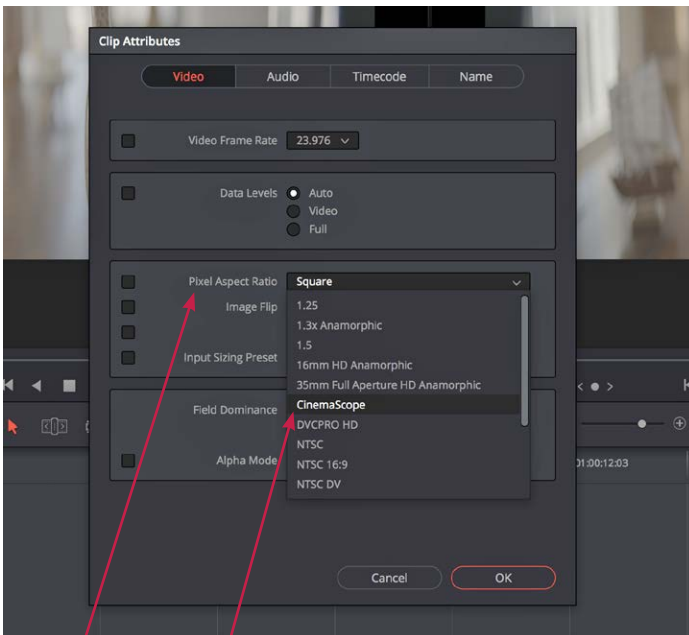 Clip Attributes
Video Audio Timecode Name
Video Frame Rate 23.976
Data Levels Auto
Video
Full
Pixel Aspect Ratio Square
Image Flip 1.25
1.3x Anamorphic
1.5
Input Sizing Preset 16mm HD Anamorphic
35mm Full Aperture HD Anamorphic
Field Dominance CinemaScope
DVCPRO HD
NTSC
Alpha Mode NTSC 16:9
01:00:12:03
NTSC DV
Cancel OK